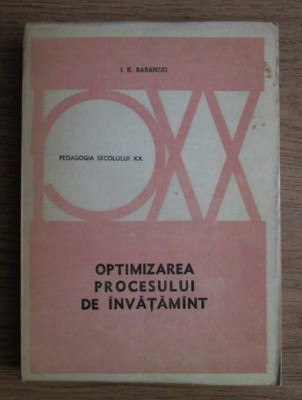 I. K. BABANSKI
PEDAGOGIA SECOLULUI XX
XX
OPTIMIZAREA
PROCESULUI
DE ÎNVĂȚĂMÎNT